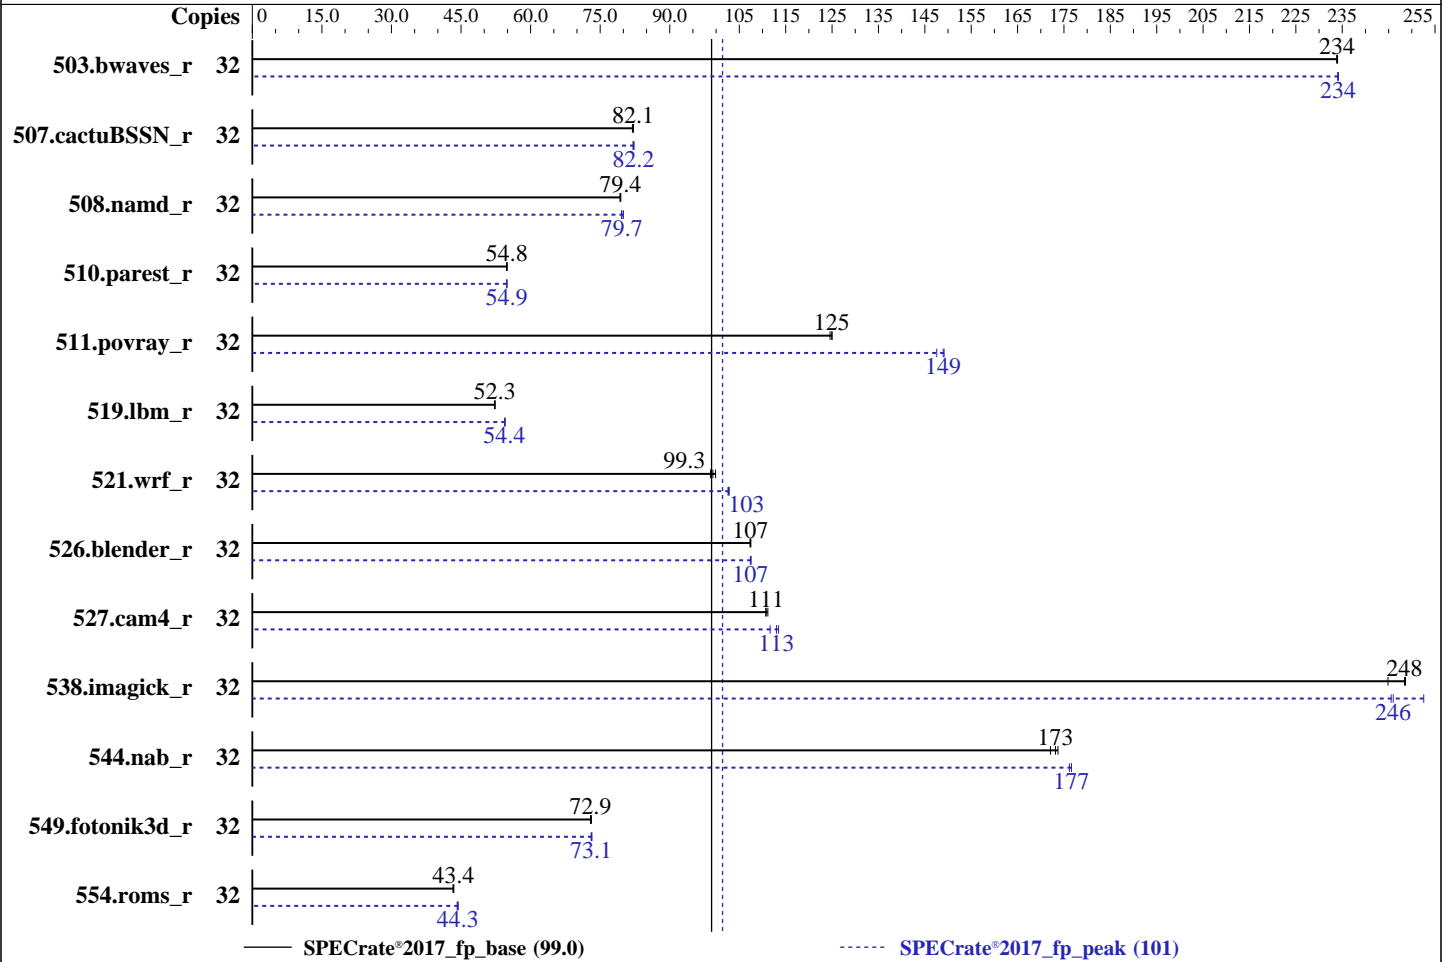 Copies 0 15.0 30.0 45.0 60.0 75.0 90.0 105 115 125 135 145 155 165 175 185 195 205 215 225 235 255
503.bwaves_r 32 234
234
507.cactuBSSN_r 32 82.1
82.2
508.namd_r 32 79.4
79.7
510.parest_r 32 54.8
54.9
511.povray_r 32 125
149
519.lbm_r 32 52.3
54.4
521.wrf_r 32 99.3
103
526.blender_r 32 107
107
527.cam4_r 32 111
113
538.imagick_r 32 248
246
544.nab_r 32 173
177
549.fotonik3d_r 32 72.9
73.1
554.roms_r 32 43.4
44.3
SPECrate®2017_fp_base (99.0) SPECrate®2017_fp_peak (101)